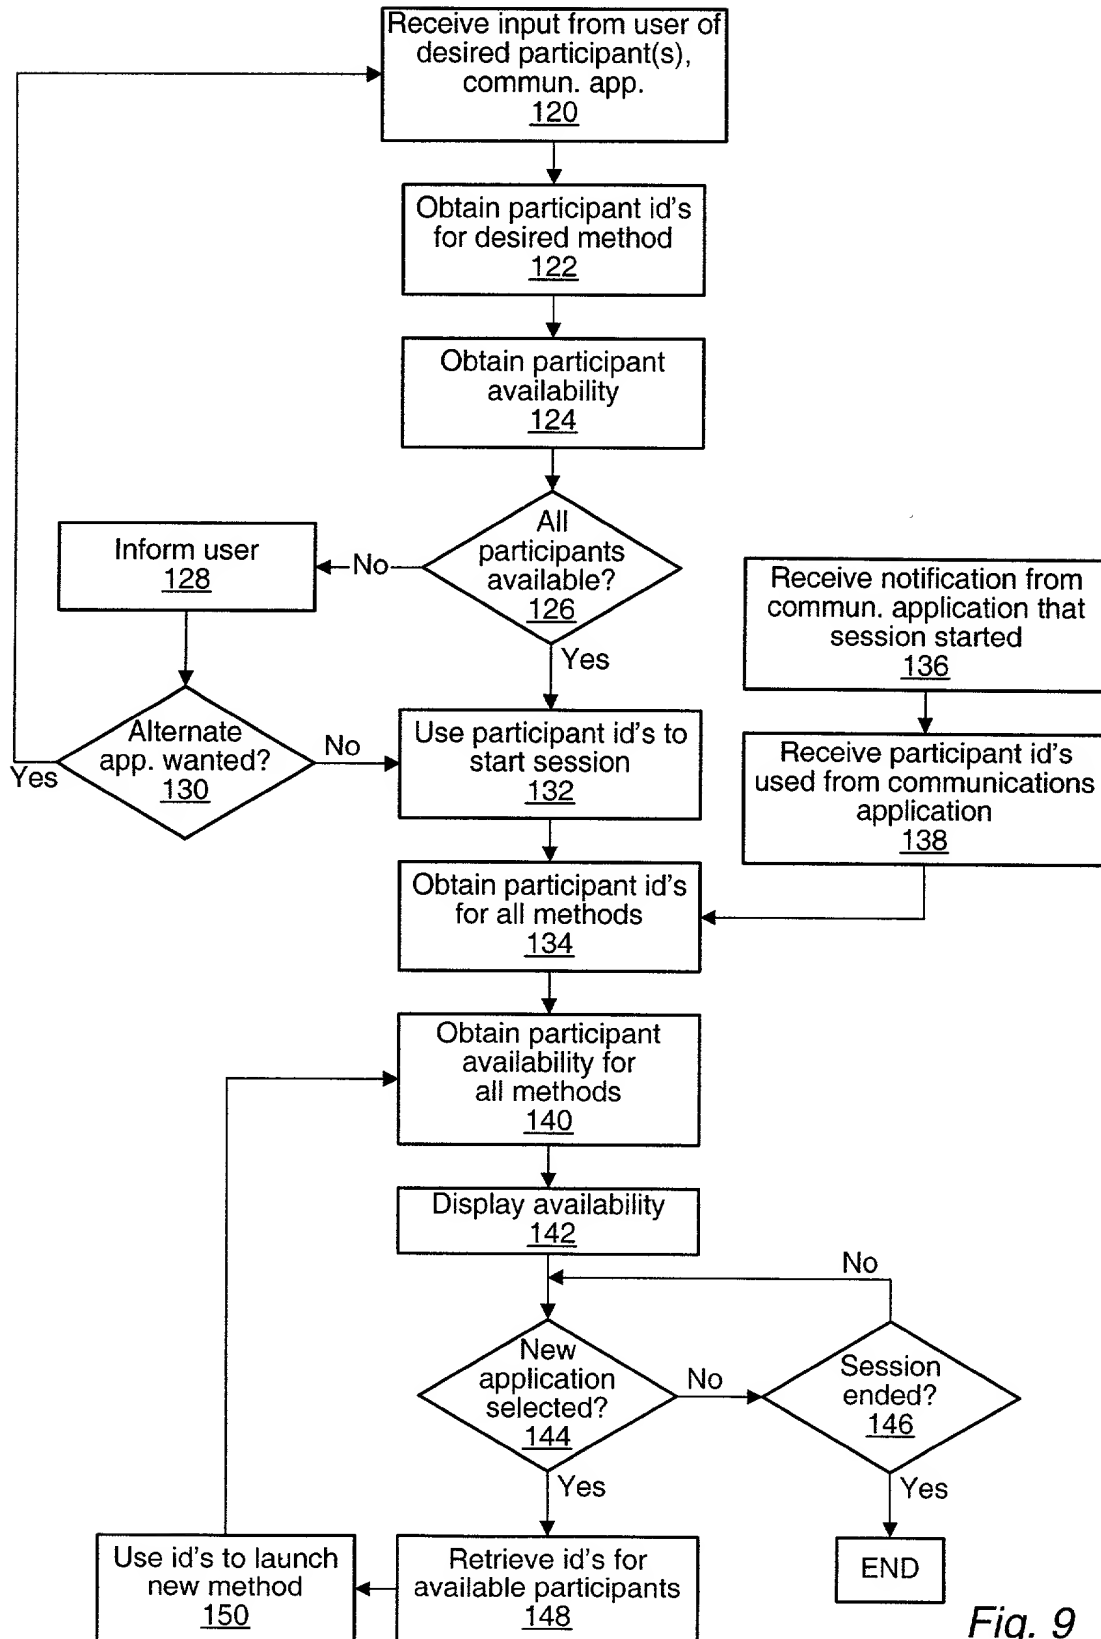 Receive input from user of
desired participant(s),
commun. app.
120
Obtain participant id's
for desired method
122
Obtain participant
availability
124
All
participants
available?
126
No
Yes
Inform user
128
Alternate
app. wanted?
130
Yes
No
Use participant id's to
start session
132
Receive notification from
commun. application that
session started
136
Receive participant id's
used from communications
application
138
Obtain participant id's
for all methods
134
Obtain participant
availability for
all methods
140
Display availability
142
New
application
selected?
144
No
Yes
Session
ended?
146
No
Yes
END
Retrieve id's for
available participants
148
Use id's to launch
new method
150
Fig. 9